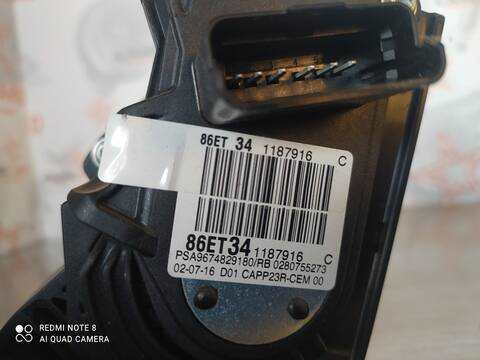 86ET 34 1187916 C
86ET34 1187916 C
PSA9674829180/RB 0280755273
02-07-16 D01 CAPP23R-CEM 00
REDMI NOTE 8
AI QUAD CAMERA